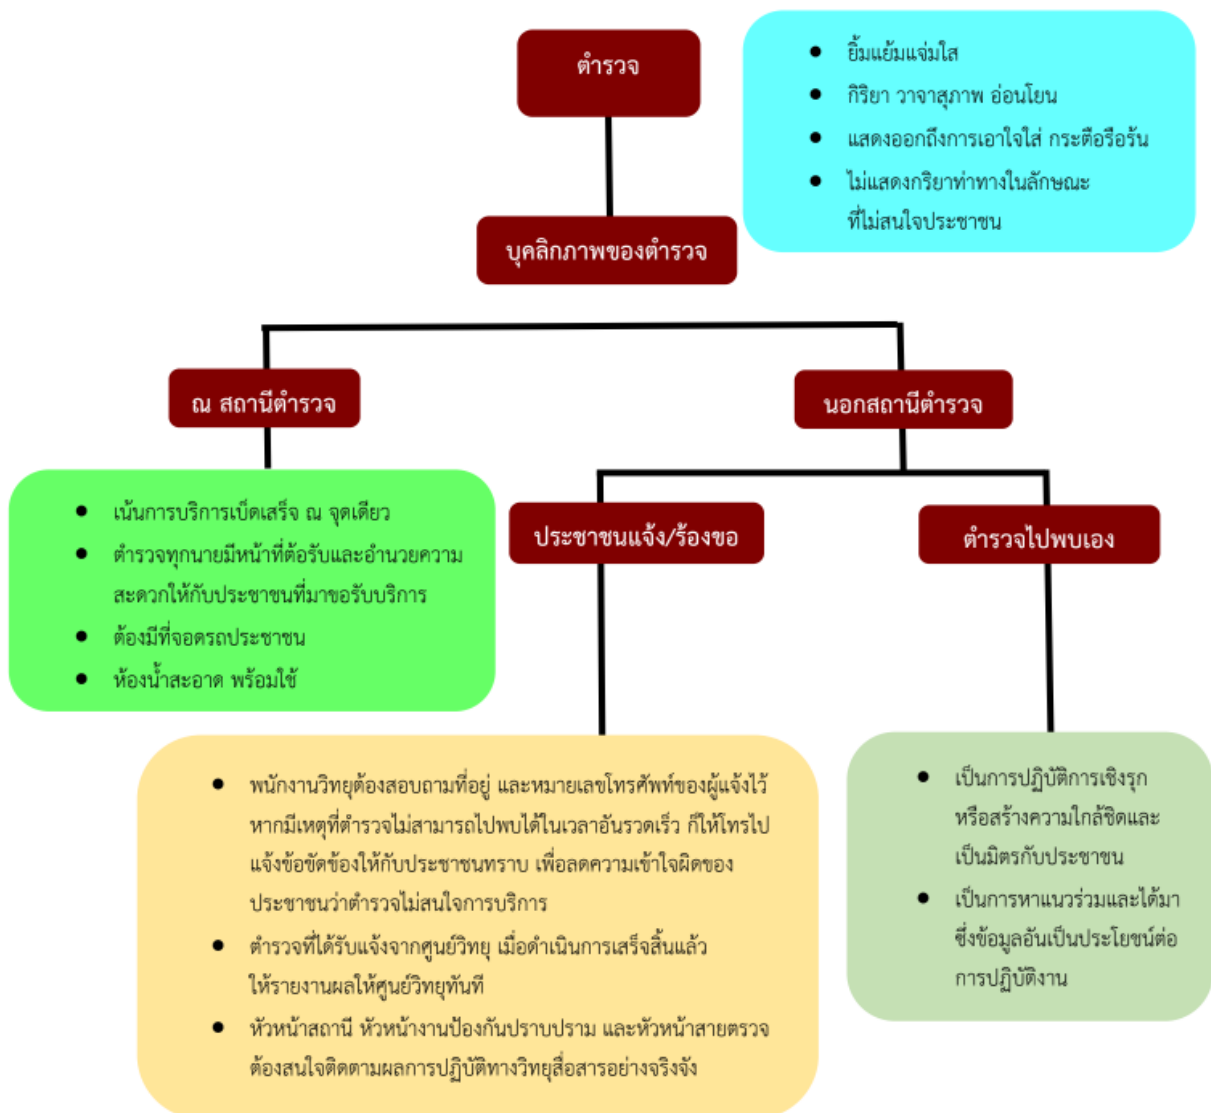 ตำรวจ
● ยิ้มแย้มแจ่มใส
● กิริยา วาจาสุภาพ อ่อนโยน
● แสดงออกถึงการเอาใจใส่ กระตือรือร้น
● ไม่แสดงกริยาท่าทางในลักษณะ
ที่ไม่สนใจประชาชน
บุคลิกภาพของตำรวจ
ณ สถานีตำรวจ
นอกสถานีตำรวจ
● เน้นการบริการเบ็ดเสร็จ ณ จุดเดียว
● ตำรวจทุกนายมีหน้าที่ต้อรับและอำนวยความ
สะดวกให้กับประชาชนที่มาขอรับบริการ
● ต้องมีที่จอดรถประชาชน
● ห้องน้ำสะอาด พร้อมใช้
ประชาชนแจ้ง/ร้องขอ
ตำรวจไปพบเอง
● พนักงานวิทยุต้องสอบถามที่อยู่ และหมายเลขโทรศัพท์ของผู้แจ้งไว้
หากมีเหตุที่ตำรวจไม่สามารถไปพบได้ในเวลาอันรวดเร็ว ก็ให้โทรไป
แจ้งข้อขัดข้องให้กับประชาชนทราบ เพื่อลดความเข้าใจผิดของ
ประชาชนว่าตำรวจไม่สนใจการบริการ
● ตำรวจที่ได้รับแจ้งจากศูนย์วิทยุ เมื่อดำเนินการเสร็จสิ้นแล้ว
ให้รายงานผลให้ศูนย์วิทยุทันที
● หัวหน้าสถานี หัวหน้างานป้องกันปราบปราม และหัวหน้าสายตรวจ
ต้องสนใจติดตามผลการปฏิบัติทางวิทยุสื่อสารอย่างจริงจัง
● เป็นการปฏิบัติการเชิงรุก
หรือสร้างความใกล้ชิดและ
เป็นมิตรกับประชาชน
● เป็นการหาแนวร่วมและได้มา
ซึ่งข้อมูลอันเป็นประโยชน์ต่อ
การปฏิบัติงาน